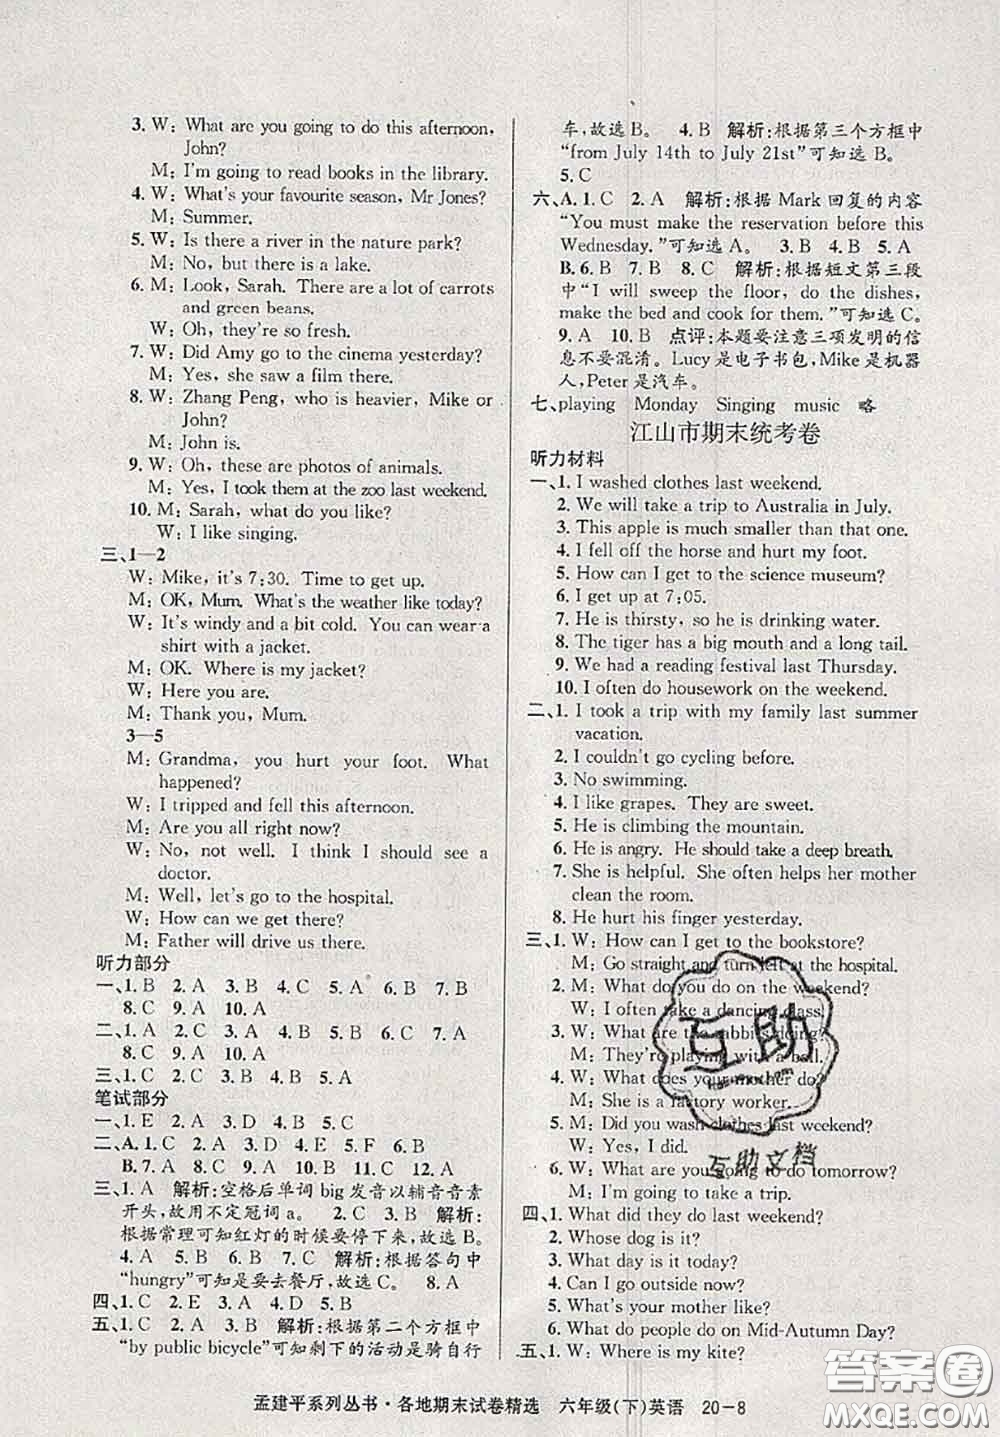 3. W: What are you going to do this afternoon,
John?
M: I'm going to read books in the library.
4. W: What's your favourite season, Mr Jones?
M: Summer.
5. W: Is there a river in the nature park?
M: No, but there is a lake.
6. M: Look, Sarah. There are a lot of carrots
and green beans.
W: Oh, they're so fresh.
7. W: Did Amy go to the cinema yesterday?
M: Yes, she saw a film there.
8. W: Zhang Peng, who is heavier, Mike or
John?
M: John is.
9. W: Oh, these are photos of animals.
M: Yes, I took them at the zoo last weekend.
10. M: Sarah, what do you like?
W: I like singing.
三、1—2
W: Mike, it's 7:30. Time to get up.
M: OK, Mum. What's the weather like today?
W: It's windy and a bit cold. You can wear a
shirt with a jacket.
M: OK. Where is my jacket?
W: Here you are.
M: Thank you, Mum.
3—5
M: Grandma, you hurt your foot. What
happened?
W: I tripped and fell this afternoon.
M: Are you all right now?
W: No, not well. I think I should see a
doctor.
M: Well, let's go to the hospital.
W: How can we get there?
M: Father will drive us there.
听力部分
一、1. B 2. A 3. B 4. C 5. A 6. B 7. B
8. C 9. A 10. A
二、1. A 2. C 3. A 4. B 5. B 6. B 7. B
8. C 9. A 10. A
三、1. C 2. C 3. B 4. B 5. A
笔试部分
一、1. E 2. A 3. D 4. B 5. C
二、A. 1. C 2. A 3. D 4. E 5. F 6. B
B. 7. A 8. C 9. A 10. B 11. C 12. A
三、1. A 解析:空格后单词 big 发音以辅音音素
开头,故用不定冠词 a。 2. C 3. B 解析:
根据常理可知红灯的时候要停下来,故选 B。
4. A 5. B 6. B 7. C 解析:根据答句中
“hungry”可知是要去餐厅,故选 C。 8. A
四、1. C 2. E 3. A 4. D 5. B
五、1. C 2. A 3. B 解析:根据第二个方框中
“by public bicycle”可知剩下的活动是骑自行
车,故选 B。 4. B 解析:根据第三个方框中
“from July 14th to July 21st”可知选 B。
5. C
六、A. 1. C 2. A 解析:根据 Mark 回复的内容
“You must make the reservation before this
Wednesday.”可知选 A。 3. B 4. B 5. A
B. 6. B 7. B 8. C 解析:根据短文第三段
中“I will sweep the floor, do the dishes,
make the bed and cook for them.”可知选 C。
9. A 10. B 点评:本题要注意三项发明的信
息不要混淆。Lucy 是电子书包,Mike 是机器
人,Peter 是汽车。
七、playing Monday Singing music 略
江山市期末统考卷
听力材料
一、1. I washed clothes last weekend.
2. We will take a trip to Australia in July.
3. This apple is much smaller than that one.
4. I fell off the horse and hurt my foot.
5. How can I get to the science museum?
6. I get up at 7:05.
7. He is thirsty, so he is drinking water.
8. The tiger has a big mouth and a long tail.
9. We had a reading festival last Thursday.
10. I often do housework on the weekend.
二、1. I took a trip with my family last summer
vacation.
2. I couldn't go cycling before.
3. No swimming.
4. I like grapes. They are sweet.
5. He is climbing the mountain.
6. He is angry. He should take a deep breath.
7. She is helpful. She often helps her mother
clean the room.
8. He hurt his finger yesterday.
三、1. W: How can I get to the bookstore?
M: Go straight and turn left at the hospital.
2. M: What do you do on the weekend?
W: I often take a dancing class.
3. W: What are the rabbits doing?
M: They're playing with a ball.
4. W: What does your mother do?
M: She is a factory worker.
5. M: Did you wash clothes last weekend?
W: Yes, I did.
6. W: What are you going to do tomorrow?
M: I'm going to take a trip.
四、1. What did they do last weekend?
2. Whose dog is it?
3. What day is it today?
4. Can I go outside now?
5. What's your mother like?
6. What do people do on Mid-Autumn Day?
五、1. W: Where is my kite?
互助
互助文档
孟建平系列丛书·各地期末试卷精选 六年级(下)英语 20－8
答案圈
MXQE.COM